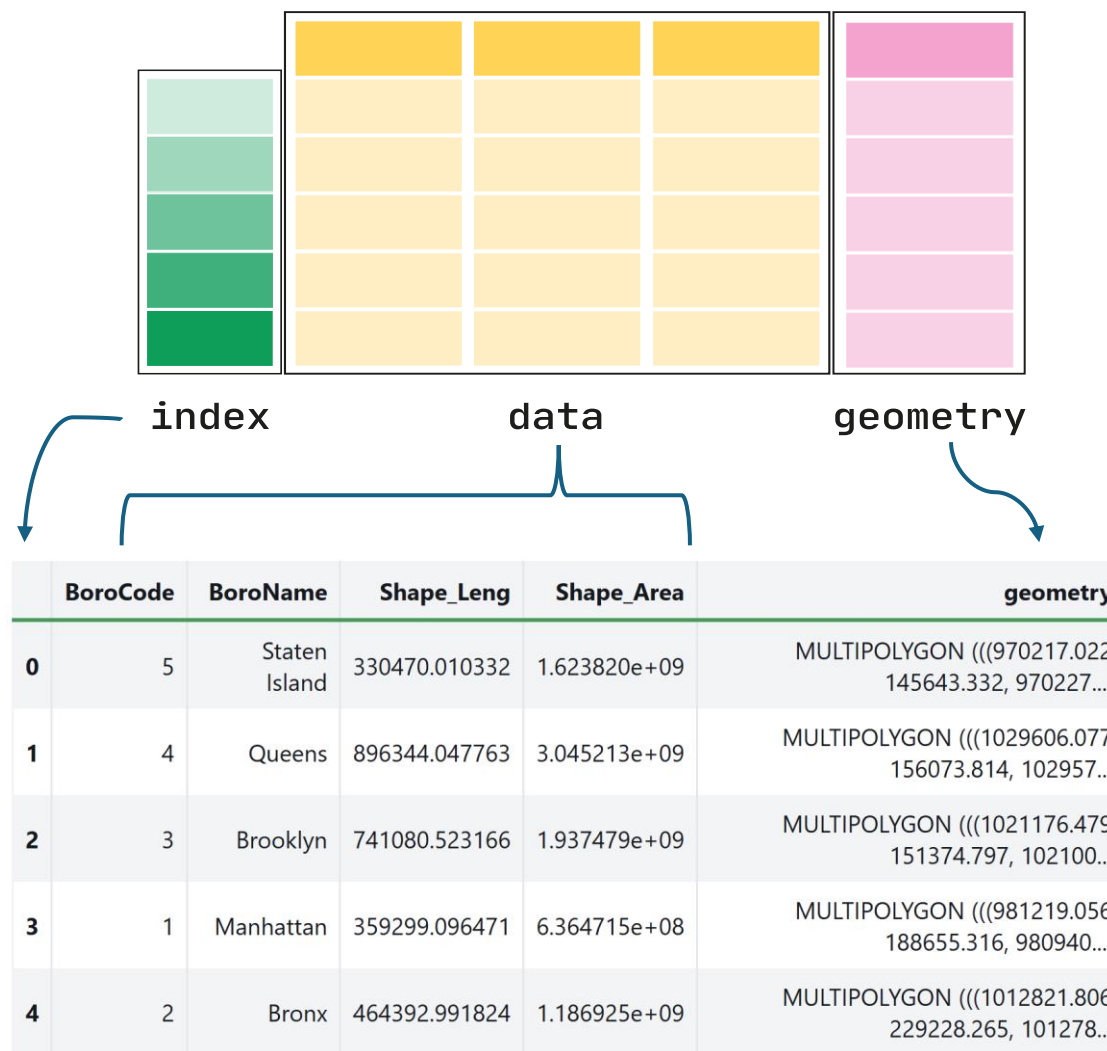 index data geometry
BoroCode BoroName Shape_Leng Shape_Area geometry
0 5 Staten Island 330470.010332 1.623820e+09 MULTIPOLYGON (((970217.022
145643.332, 970227...
1 4 Queens 896344.047763 3.045213e+09 MULTIPOLYGON (((1029606.077
156073.814, 102957..
2 3 Brooklyn 741080.523166 1.937479e+09 MULTIPOLYGON (((1021176.479
151374.797, 102100..
3 1 Manhattan 359299.096471 6.364715e+08 MULTIPOLYGON (((981219.056
188655.316, 980940...
4 2 Bronx 464392.991824 1.186925e+09 MULTIPOLYGON (((1012821.806
229228.265, 101278..